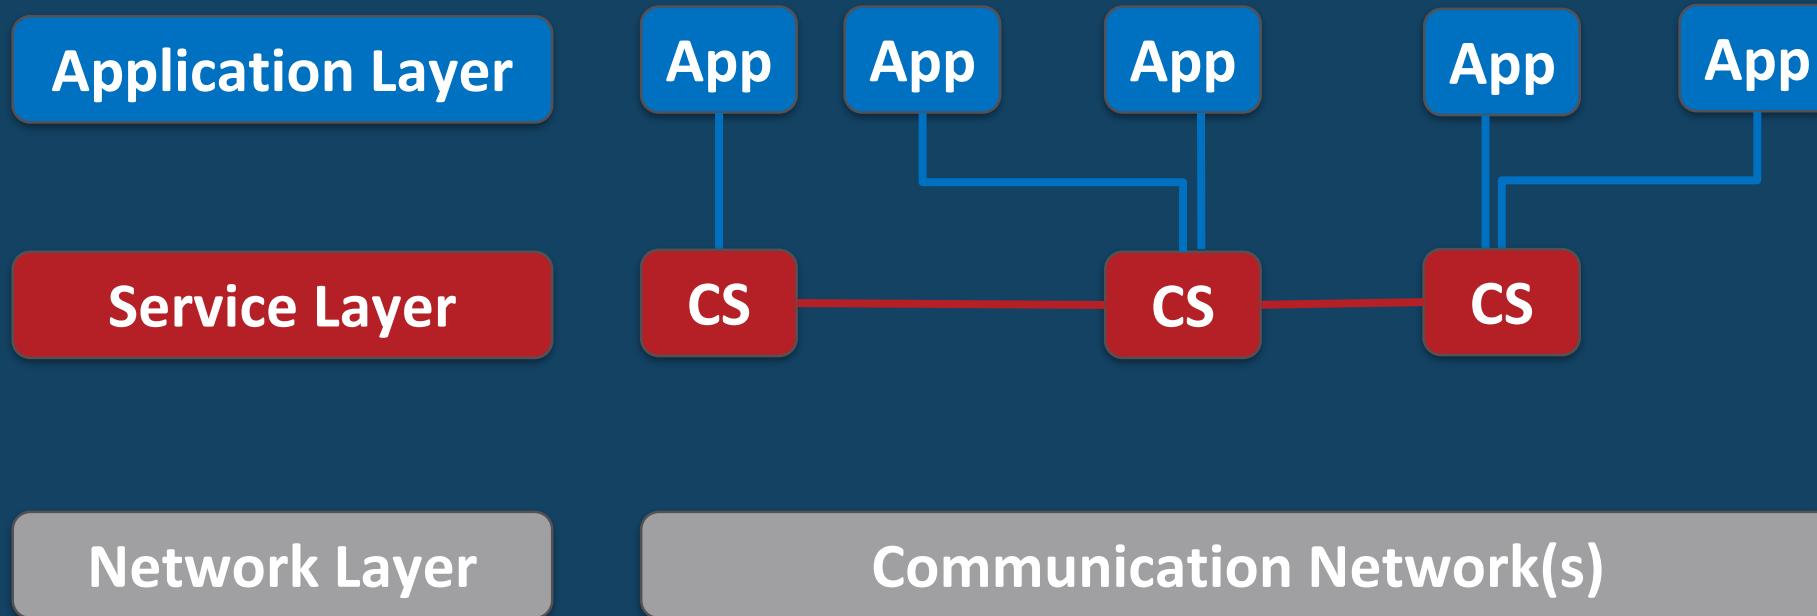 Application Layer
App
App
App
App
App
Service Layer
CS
CS
CS
Network Layer
Communication Network(s)